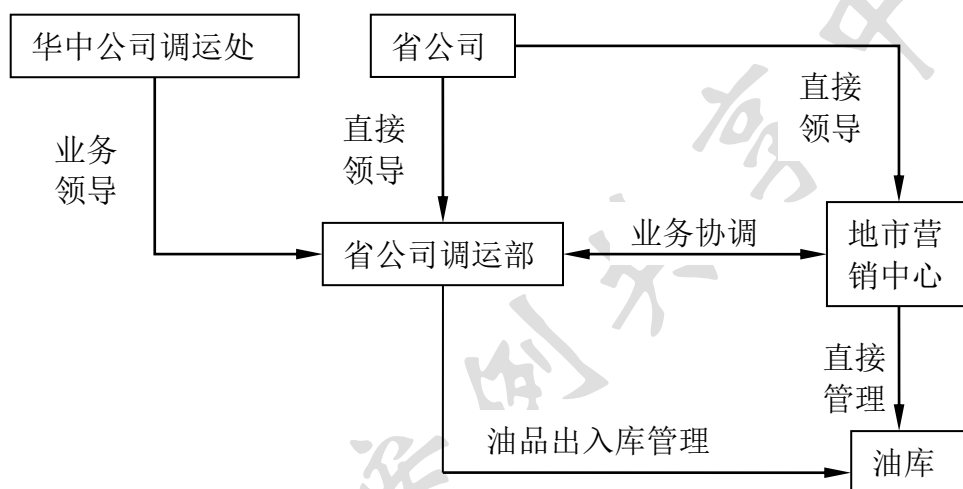 华中公司调运处
省公司
直接
领导
直接
领导
业务
领导
省公司调运部
业务协调
地市营
销中心
直接
管理
油品出入库管理
油库